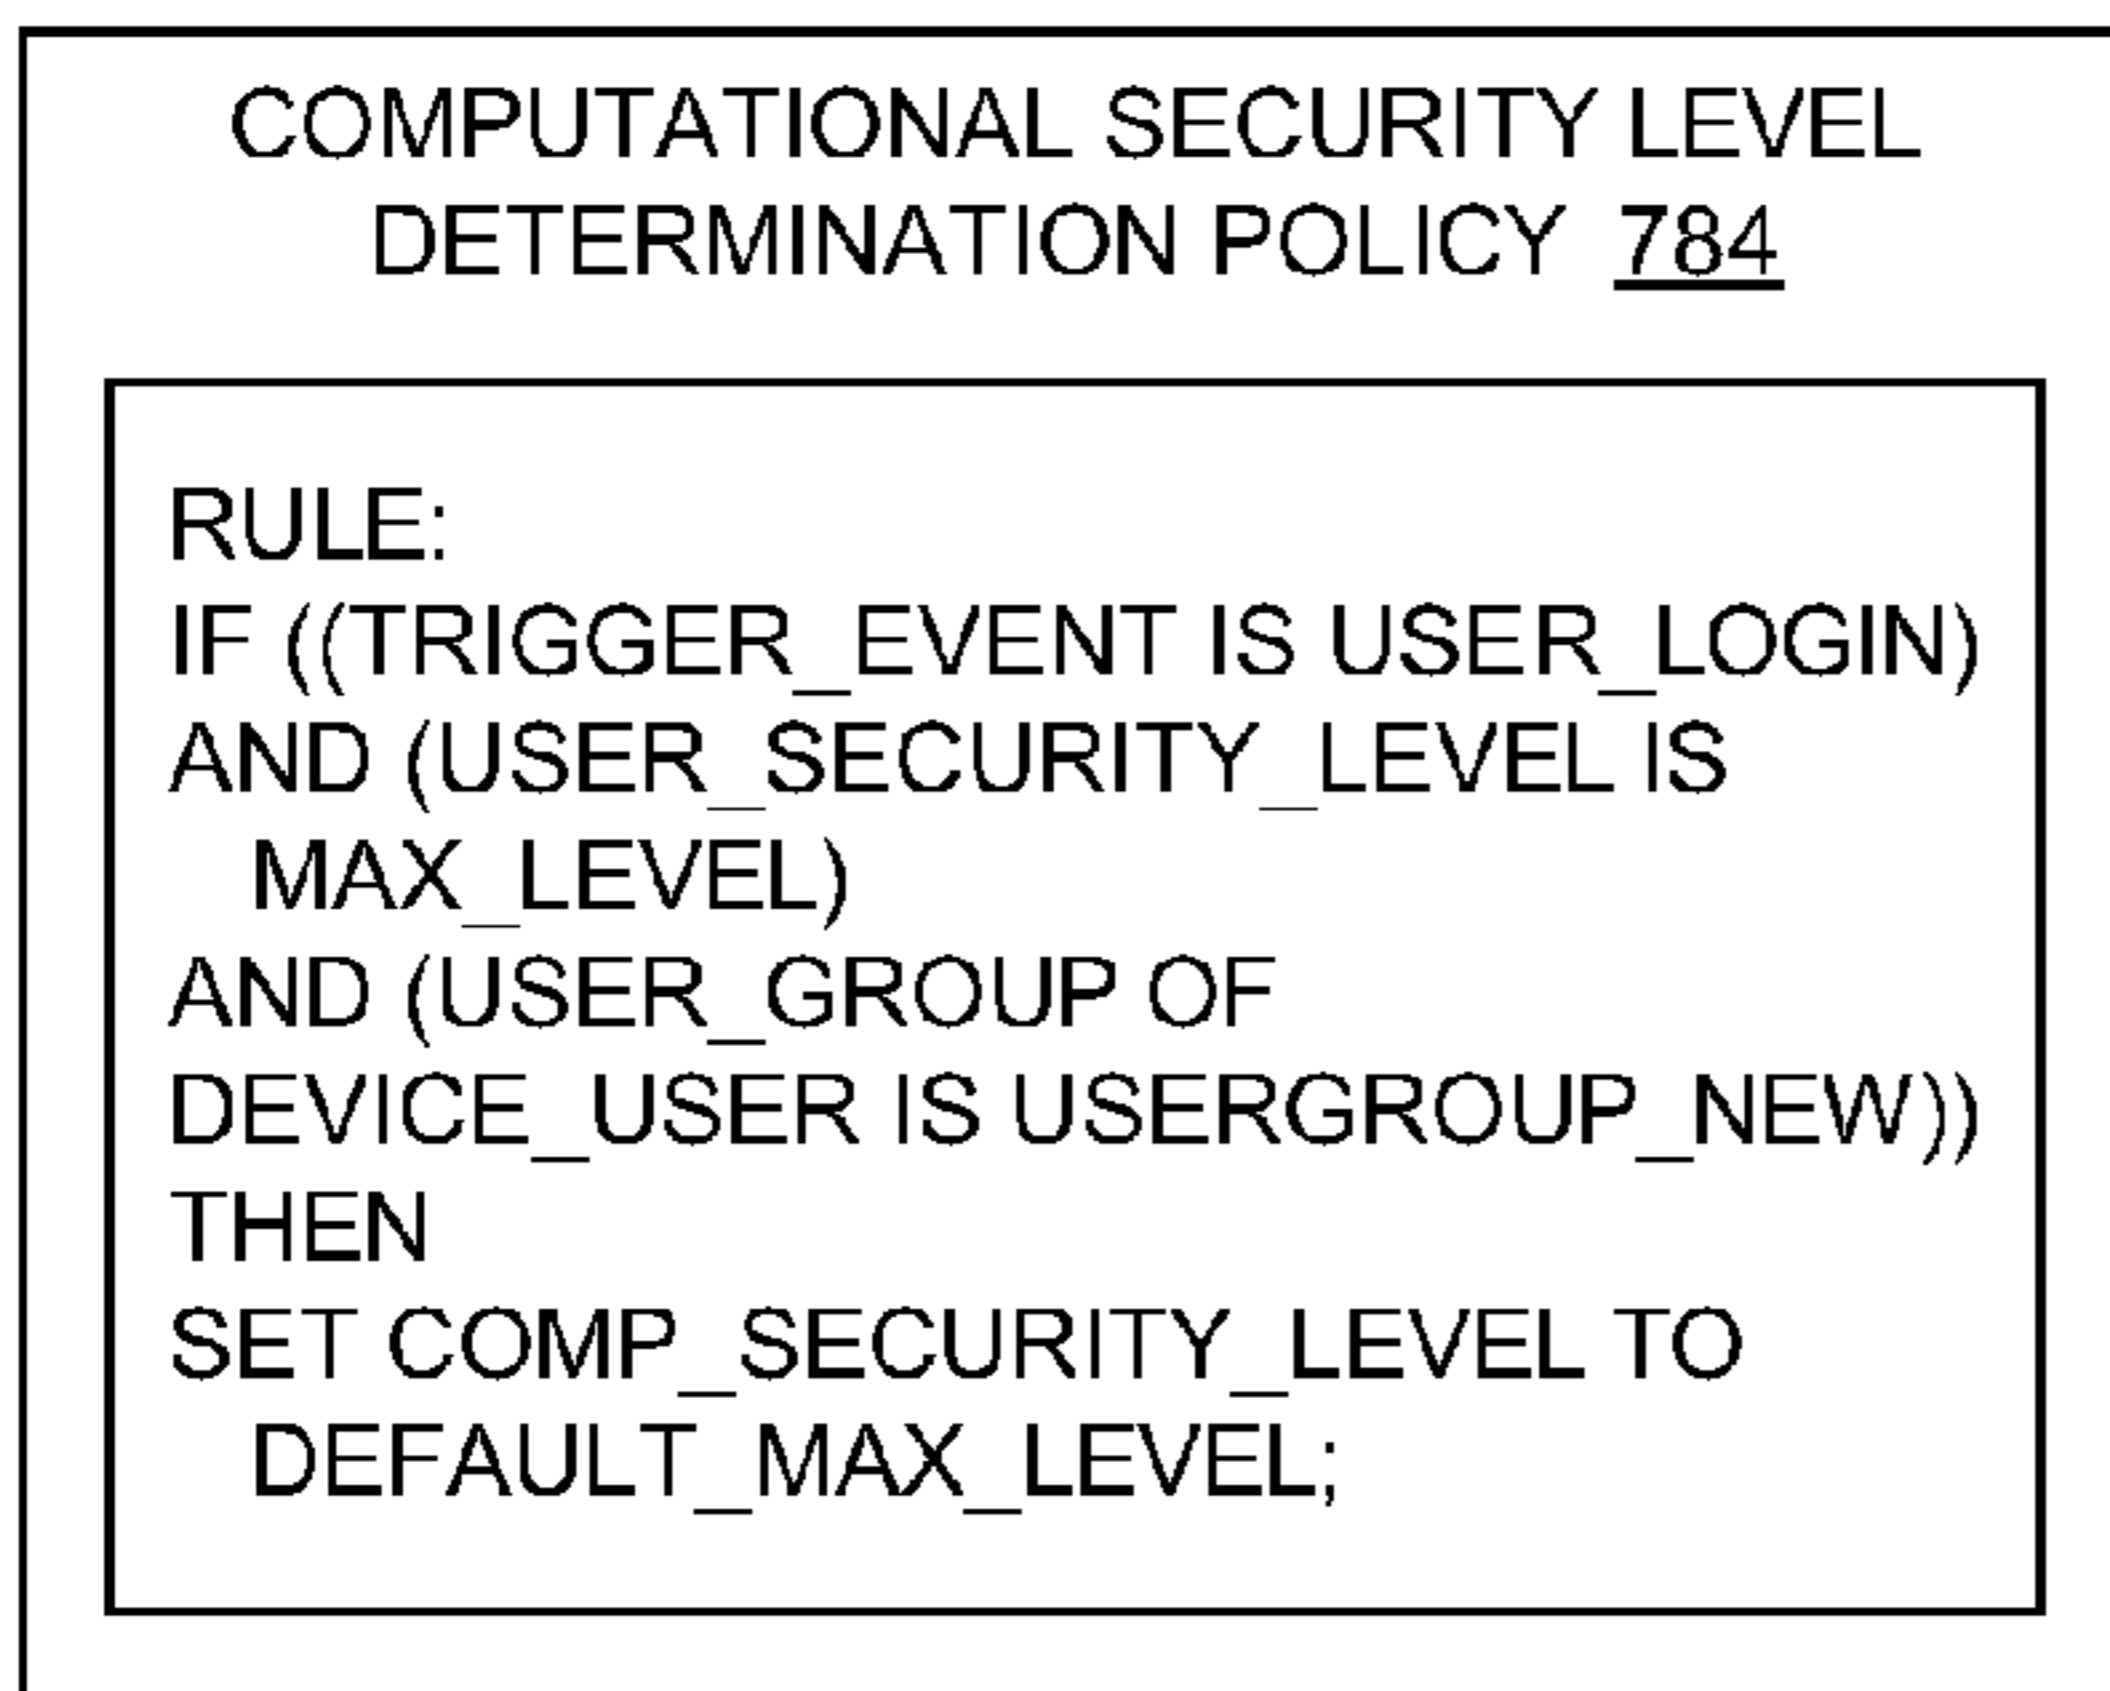 COMPUTATIONAL SECURITY LEVEL
DETERMINATION POLICY 784
RULE:
IF ((TRIGGER_EVENT IS USER_LOGIN)
AND (USER_SECURITY_LEVEL IS
MAX_LEVEL)
AND (USER_GROUP OF
DEVICE_USER IS USERGROUP_NEW))
THEN
SET COMP_SECURITY_LEVEL TO
DEFAULT_MAX_LEVEL;